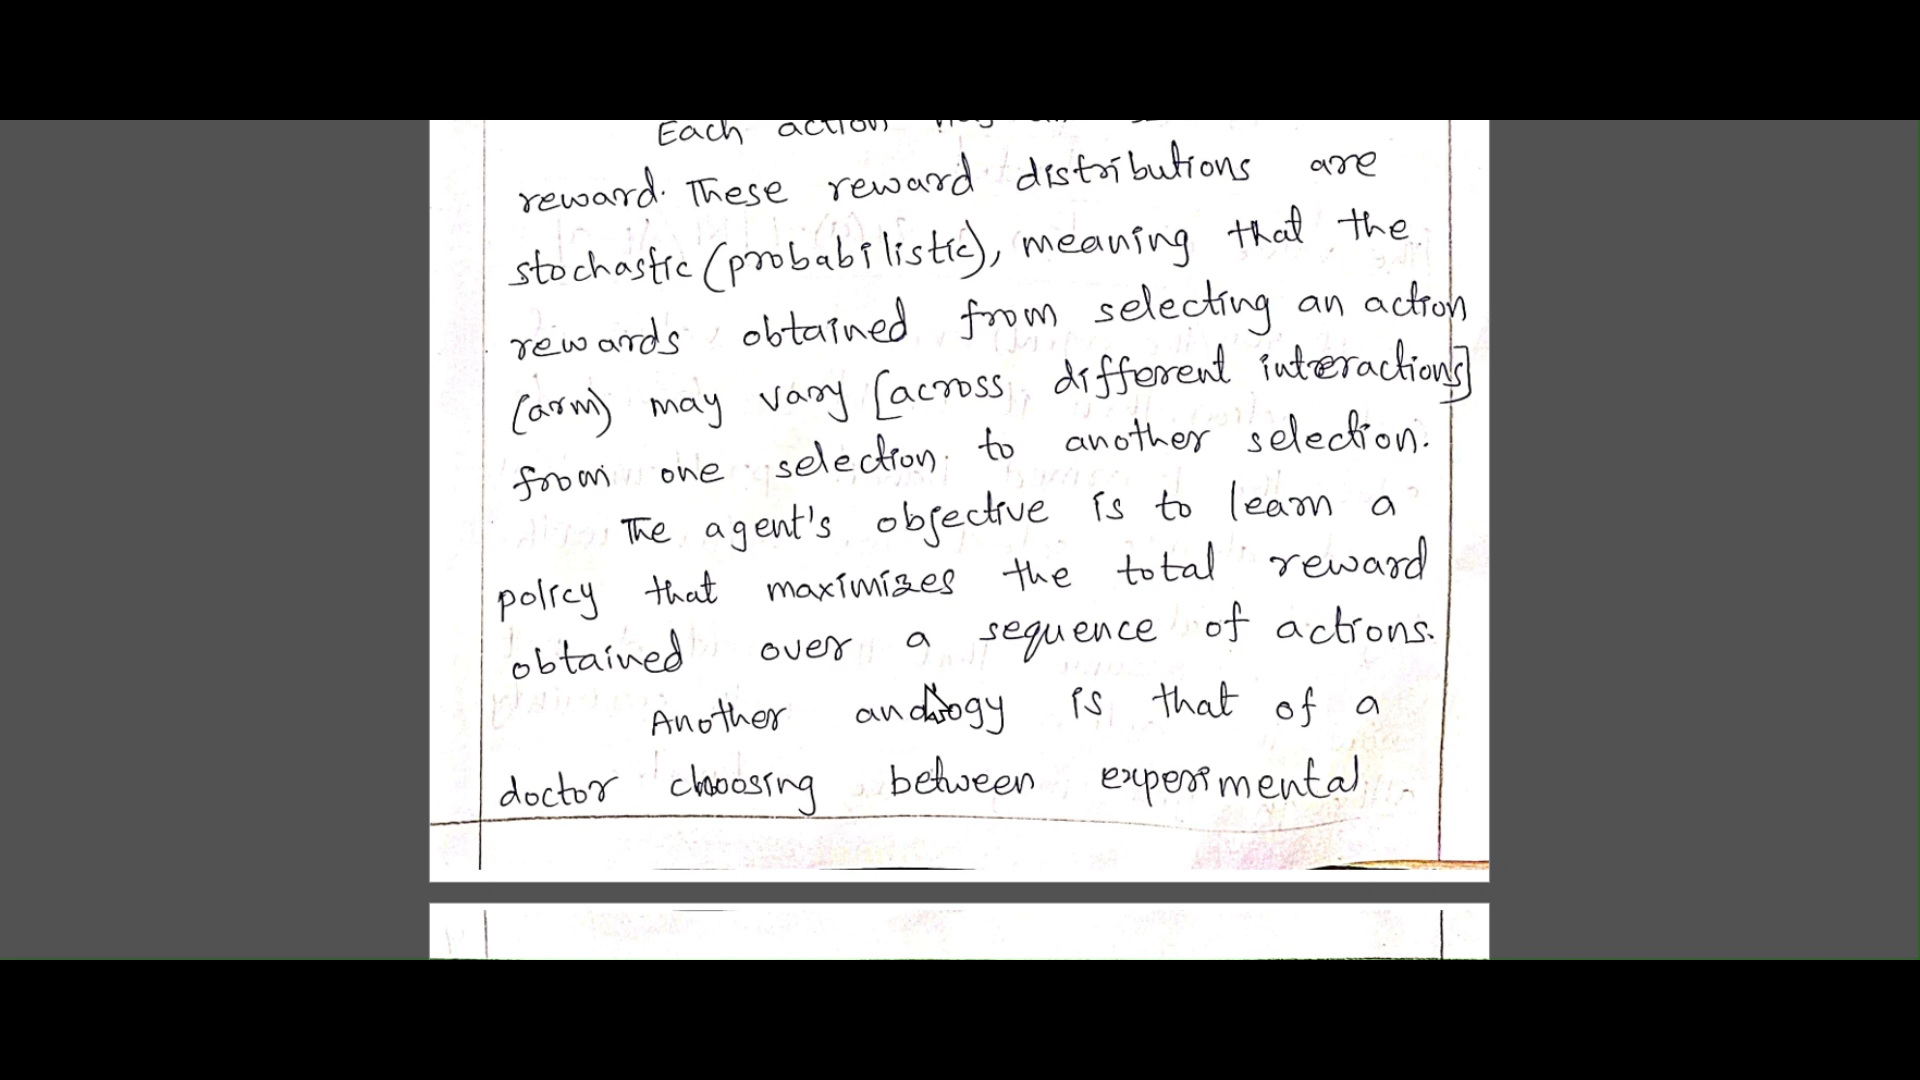 Each action
reward. These reward distributions are
stochastic (probabilistic), meaning that the
rewards obtained from selecting an action
(arm) may vary [across different interactions]
from one selection to another selection.
The agent's objective is to learn a
policy that maximizes the total reward
obtained over a sequence of actions.
Another analogy is that of a
doctor choosing between experimental